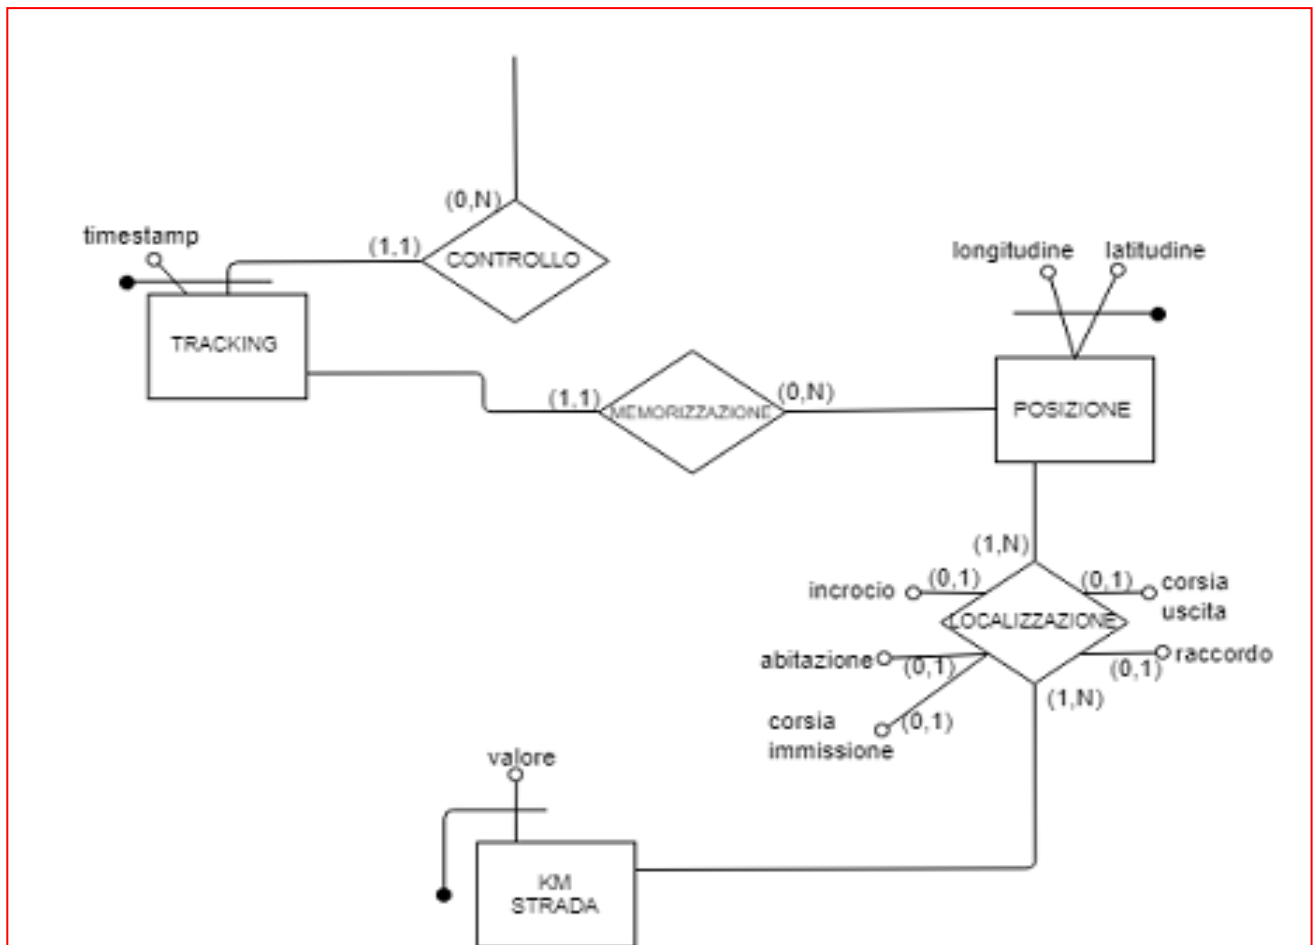 (0,N)
timestamp
(1,1)
CONTROLLO
longitudine
latitudine
TRACKING
(1,1)
MEMORIZZAZIONE
(0,N)
POSIZIONE
(1,N)
incrocio
(0,1)
(0,1)
corsia
uscita
LOCALIZZAZIONE
abitazione
(0,1)
(0,1)
raccordo
(1,N)
corsia
immissione
(0,1)
valore
KM
STRADA